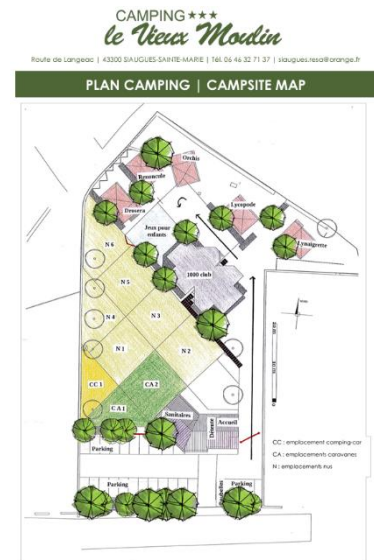 CAMPING ★★★
le Vieux Moulin
Route de Langeac | 43300 SIAUGUES-SAINTE-MARIE | Tél. 06 46 32 71 37 | siaugues.resa@orange.fr
PLAN CAMPING | CAMPSITE MAP
Orchis
Renoncule
Drosera
Lycopode
Jeux pour
enfants
Linaigrette
N 6
1000 club
N 5
N 4
N 3
N 1
N 2
CC 1
CA 2
CA 1
Sanitaires
Détente
Accueil
Parking
CC : emplacement camping-car
CA : emplacements caravanes
N : emplacements nus
Parking
Poubelles
Parking